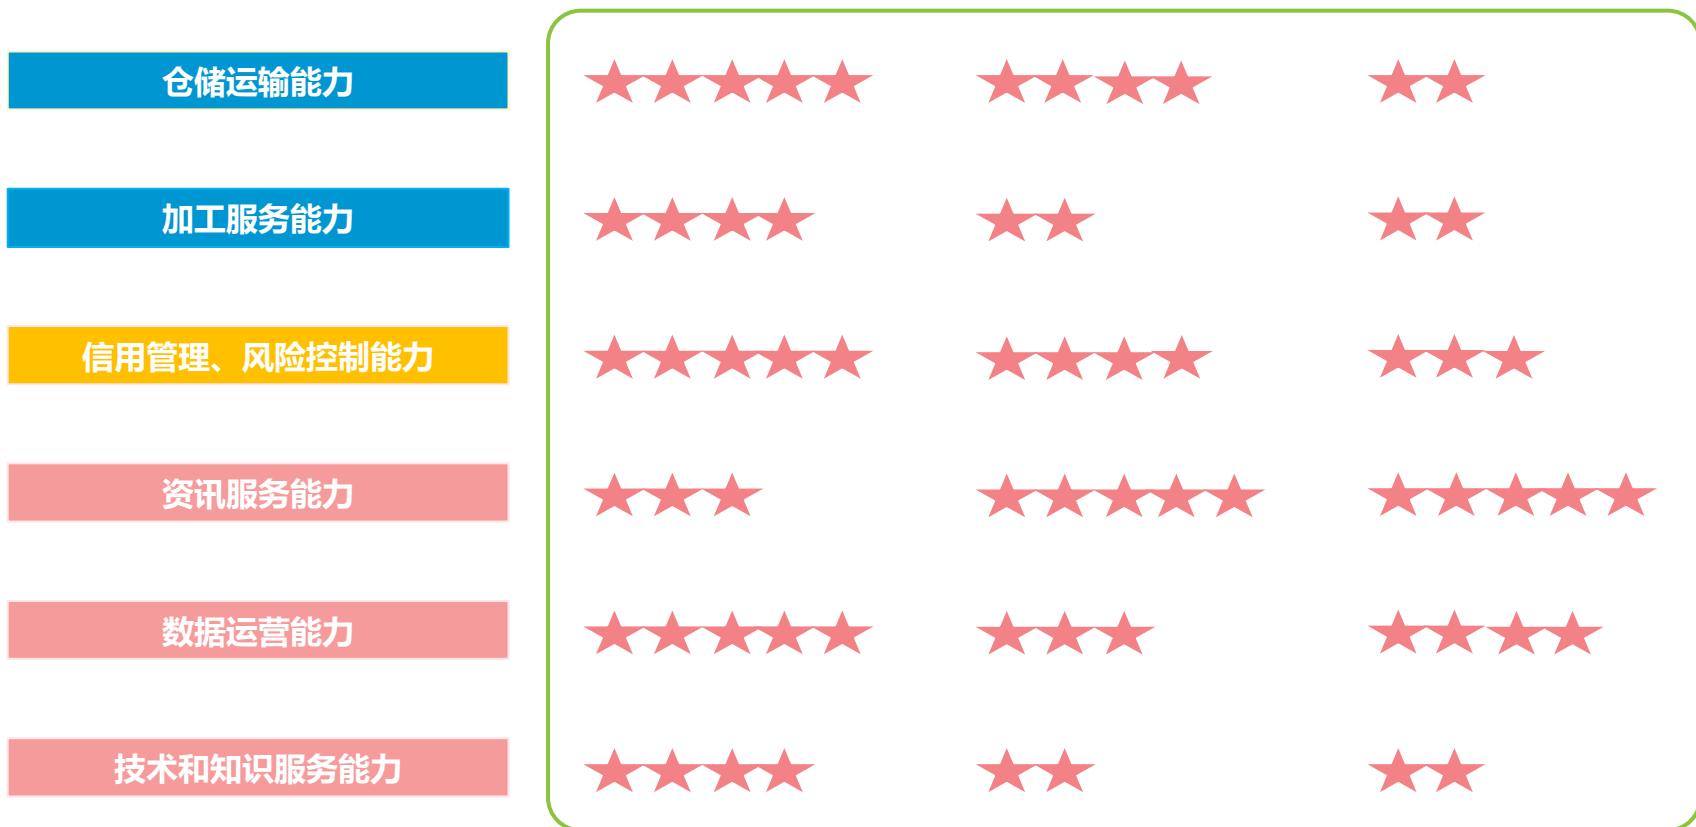 仓储运输能力
加工服务能力
信用管理、风险控制能力
资讯服务能力
数据运营能力
技术和知识服务能力